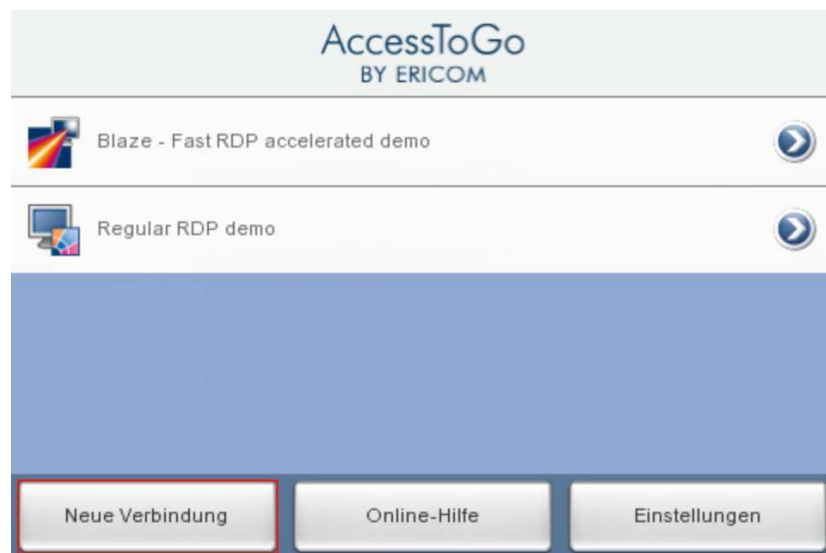 AccessToGo
BY ERICOM
Blaze - Fast RDP accelerated demo
Regular RDP demo
Neue Verbindung
Online-Hilfe
Einstellungen